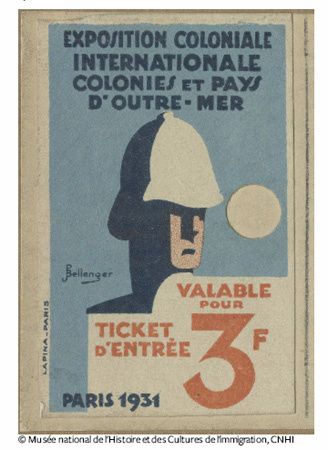 EXPOSITION COLONIALE
INTERNATIONALE
COLONIES ET PAYS
D'OUTRE-MER
SBellanger
VALABLE
POUR
TICKET
D'ENTRÉE
3F
LAPINA-PARIS
PARIS 1931
© Musée national de l'Histoire et des Cultures de l'Immigration, CNHI